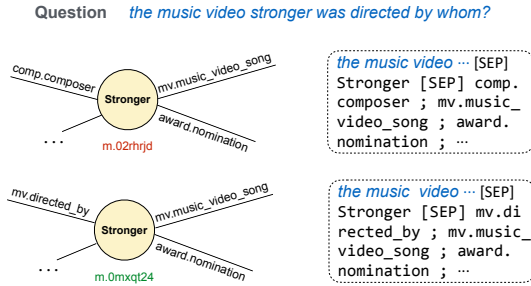 Question the music video stronger was directed by whom?
comp.composer
mv.music_video_song
Stronger
award.nomination
...
m.02rhrjd
the music video ··· [SEP]
Stronger [SEP] comp.
composer ; mv.music_
video_song ; award.
nomination ; ···
mv.directed_by
mv.music_video_song
Stronger
award.nomination
...
m.0mxqt24
the music video ··· [SEP]
Stronger [SEP] mv.di
rected_by ; mv.music_
video_song ; award.
nomination ; ···